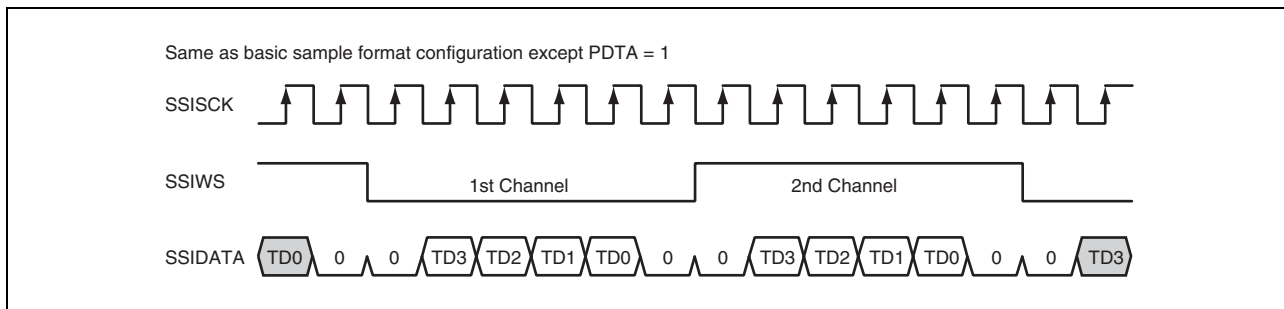 Same as basic sample format configuration except PDTA = 1
SSISCK
SSIWS 1st Channel 2nd Channel
SSIDATA TD0 0 0 TD3 TD2 TD1 TD0 0 0 TD3 TD2 TD1 TD0 0 0 TD3